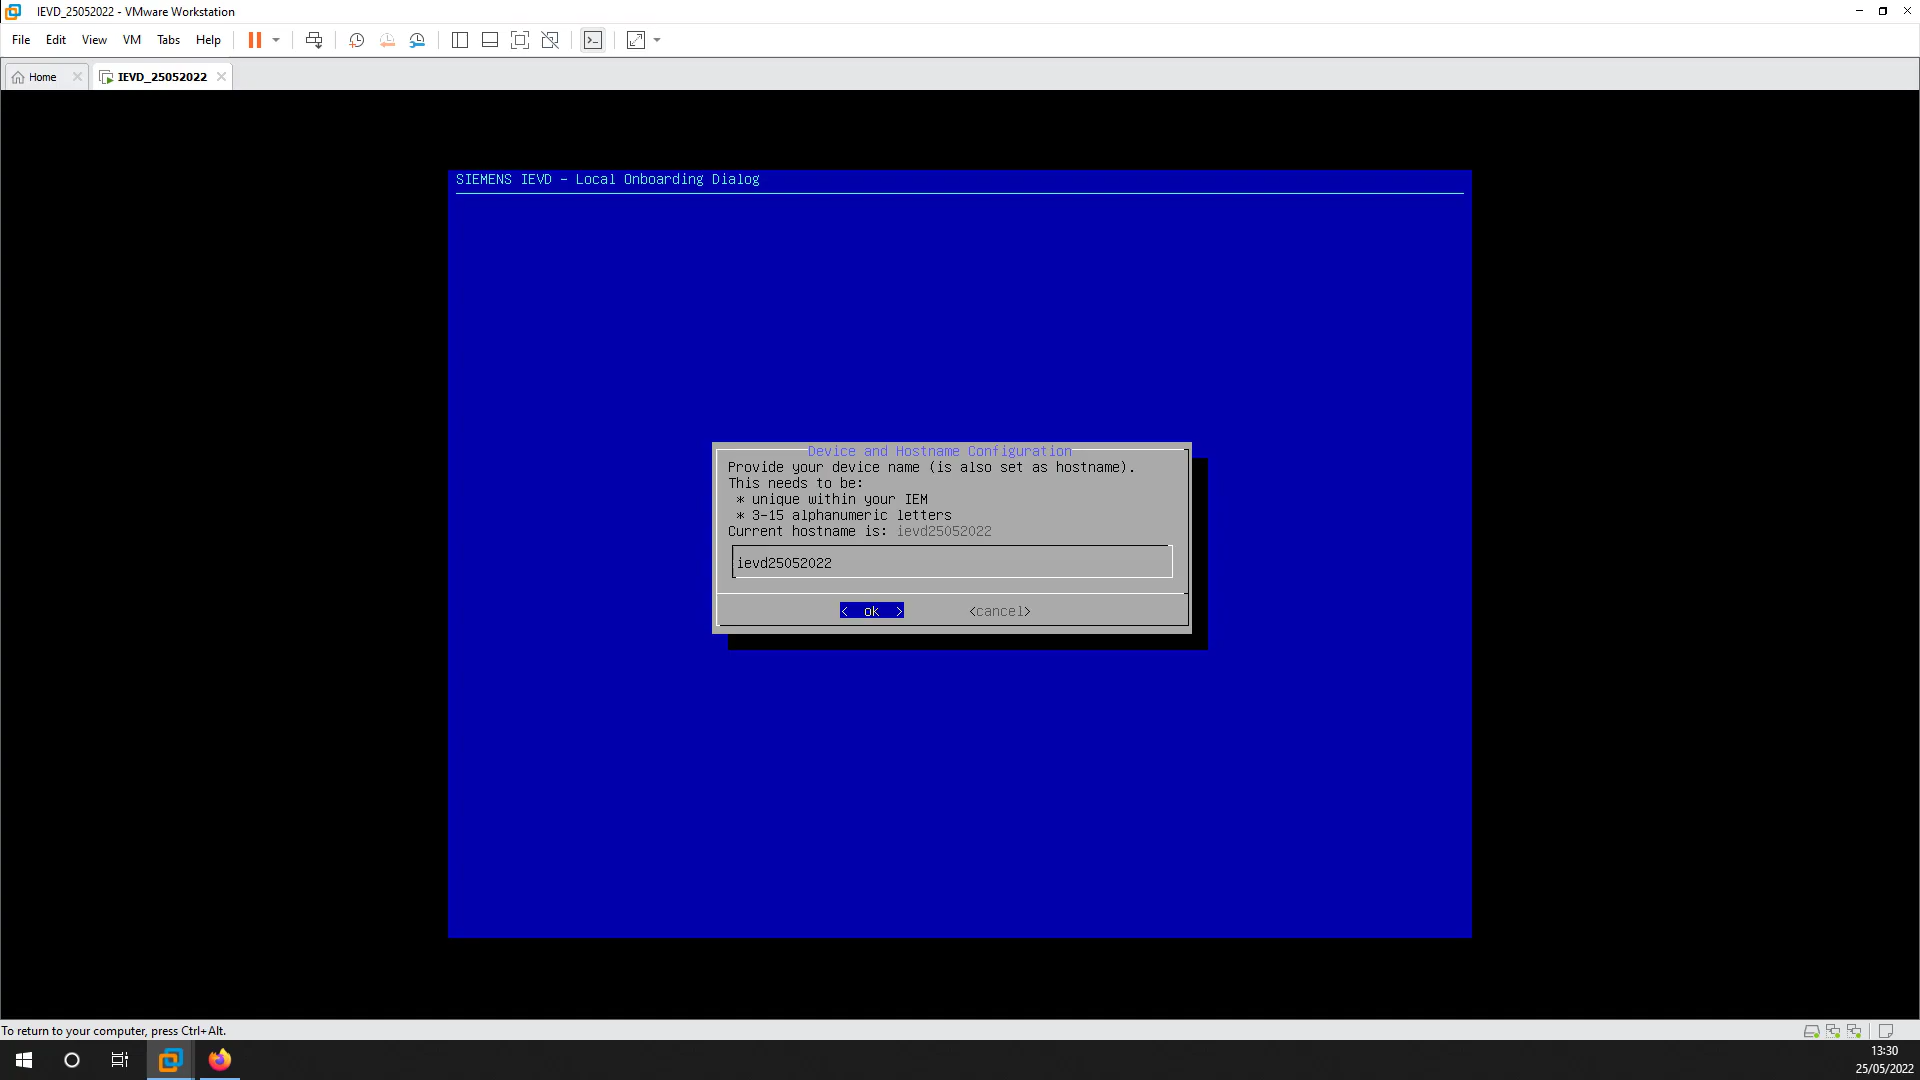 IEVD_25052022 - VMware Workstation
File Edit View VM Tabs Help
Home
IEVD_25052022
SIEMENS IEVD - Local Onboarding Dialog
Device and Hostname Configuration
Provide your device name (is also set as hostname).
This needs to be:
* unique within your IEM
* 3-15 alphanumeric letters
Current hostname is: ievd25052022
ievd25052022
< ok > <cancel>
To return to your computer, press Ctrl+Alt.
13:30
25/05/2022